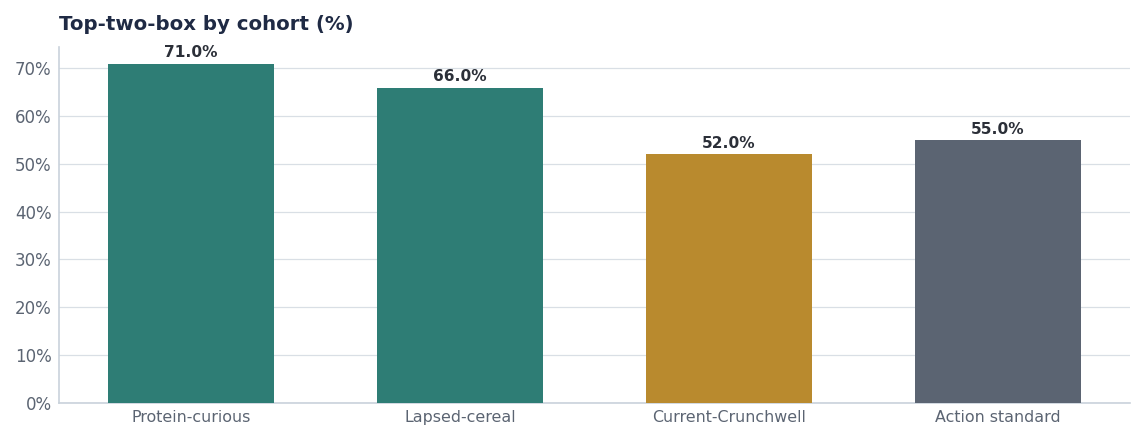 Top-two-box by cohort (%)
71.0%
66.0%
52.0%
55.0%
70%
60%
50%
40%
30%
20%
10%
0%
Protein-curious
Lapsed-cereal
Current-Crunchwell
Action standard